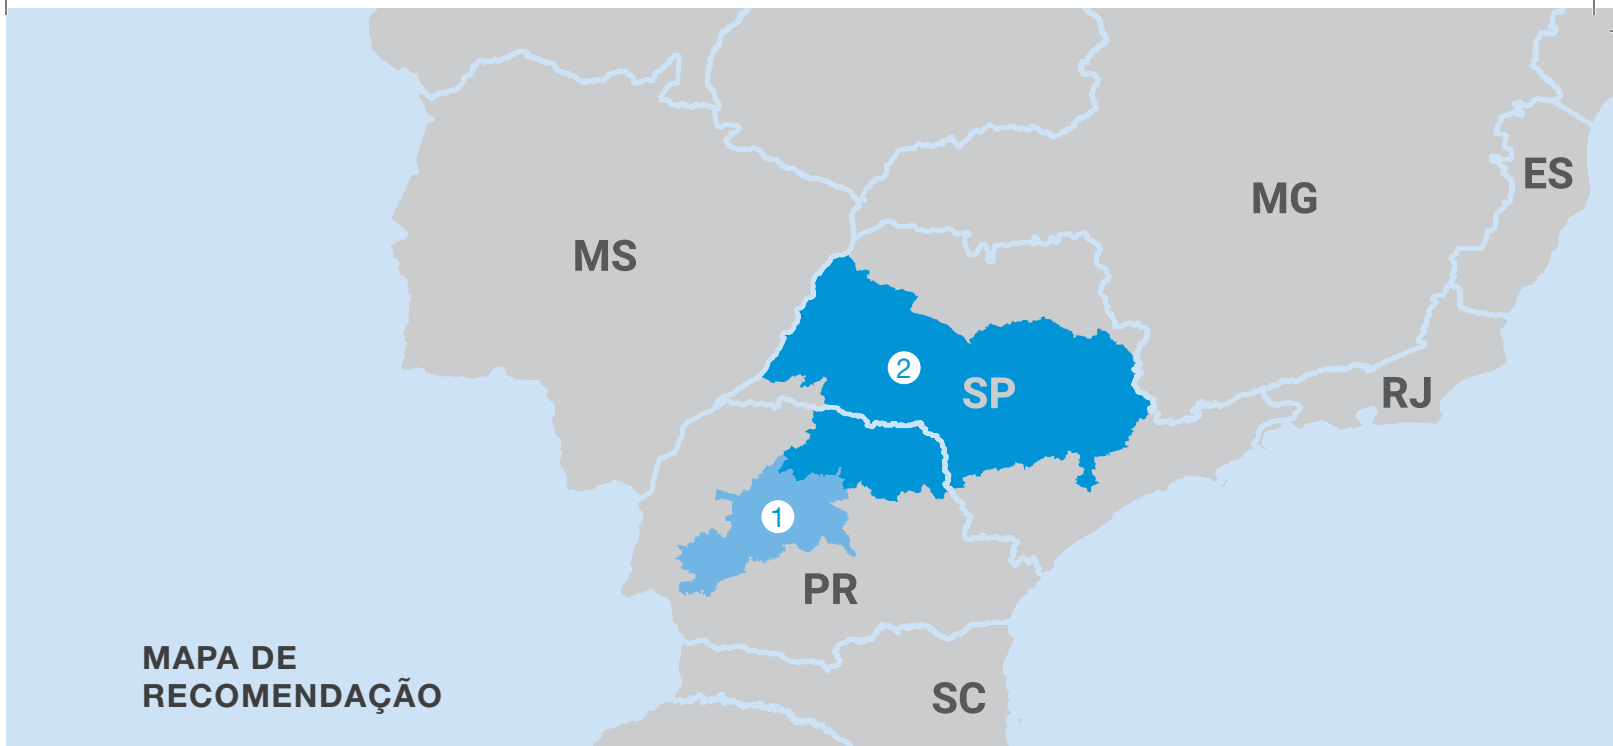 ES
MG
MS
2
SP
RJ
1
PR
MAPA DE
RECOMENDAÇÃO
SC